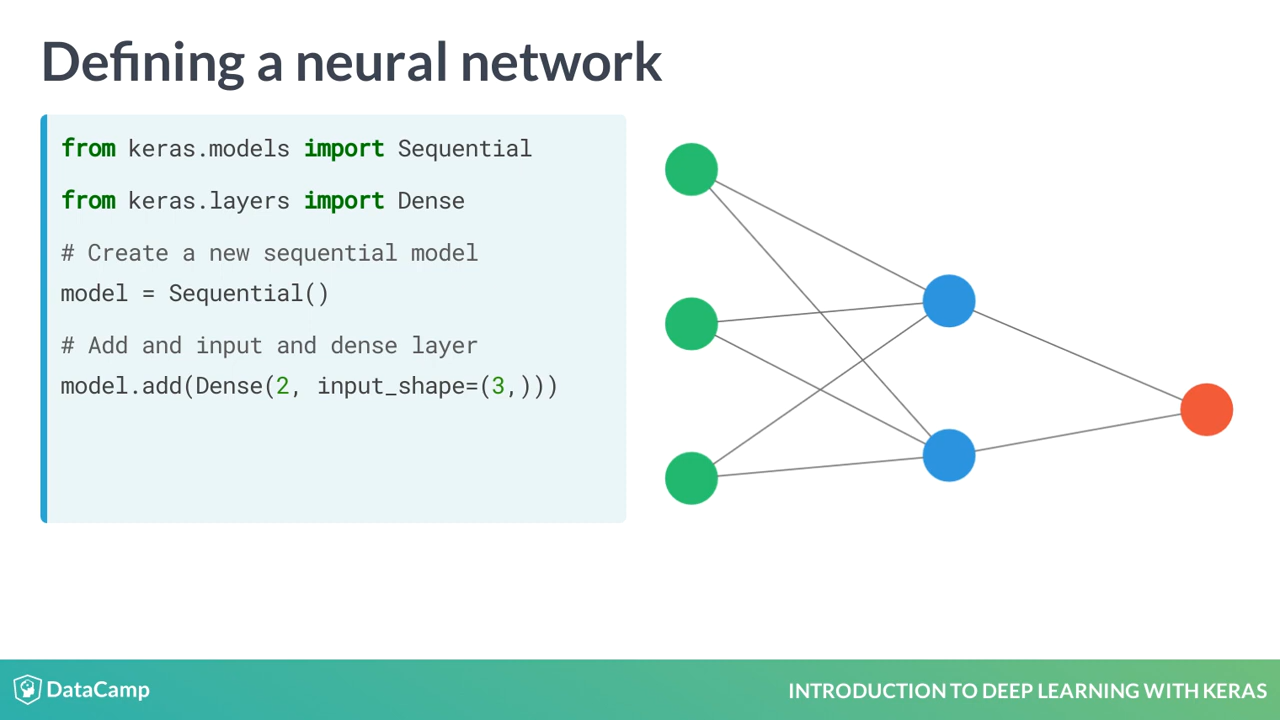 Defining a neural network
from keras.models import Sequential
from keras.layers import Dense
# Create a new sequential model
model = Sequential()
# Add and input and dense layer
model.add(Dense(2, input_shape=(3,)))
DataCamp
INTRODUCTION TO DEEP LEARNING WITH KERAS